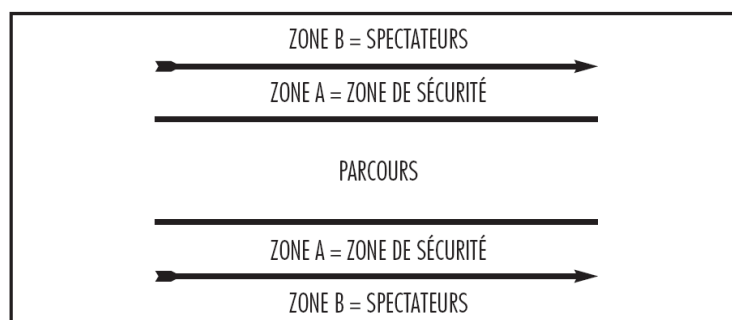 ZONE B = SPECTATEURS
ZONE A = ZONE DE SÉCURITÉ
PARCOURS
ZONE A = ZONE DE SÉCURITÉ
ZONE B = SPECTATEURS